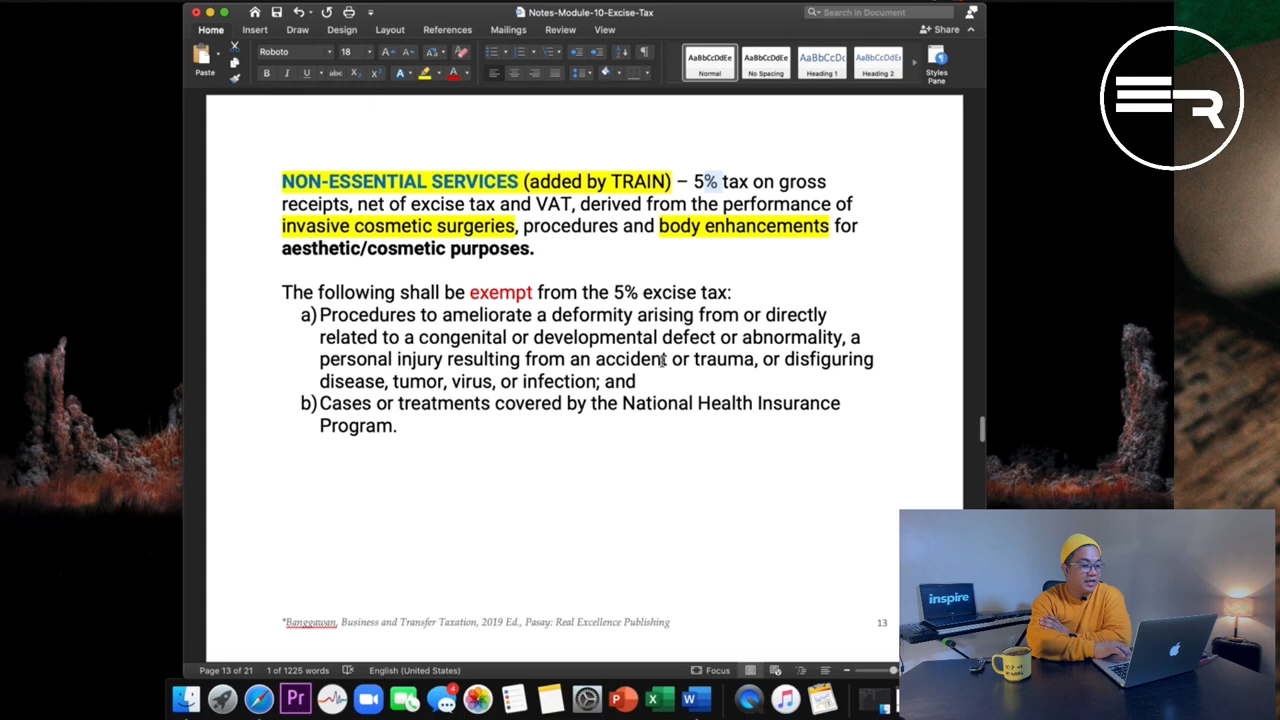 Notes-Module-10-Excise-Tax
Search in Document
Home Insert Draw Design Layout References Mailings Review View
Share
Paste
Roboto
18
AaBbCcDdEe
Normal
AaBbCcDdEe
No Spacing
AaBbCcDc
Heading 1
AaBbCcDdEe
Heading 2
Styles
Pane
NON-ESSENTIAL SERVICES (added by TRAIN) – 5% tax on gross
receipts, net of excise tax and VAT, derived from the performance of
invasive cosmetic surgeries, procedures and body enhancements for
aesthetic/cosmetic purposes.
The following shall be exempt from the 5% excise tax:
a) Procedures to ameliorate a deformity arising from or directly
related to a congenital or developmental defect or abnormality, a
personal injury resulting from an accident or trauma, or disfiguring
disease, tumor, virus, or infection; and
b) Cases or treatments covered by the National Health Insurance
Program.
*Banggawan, Business and Transfer Taxation, 2019 Ed., Pasay: Real Excellence Publishing
13
Page 13 of 21
1 of 1225 words
English (United States)
Focus
ER
inspire
Pr
4